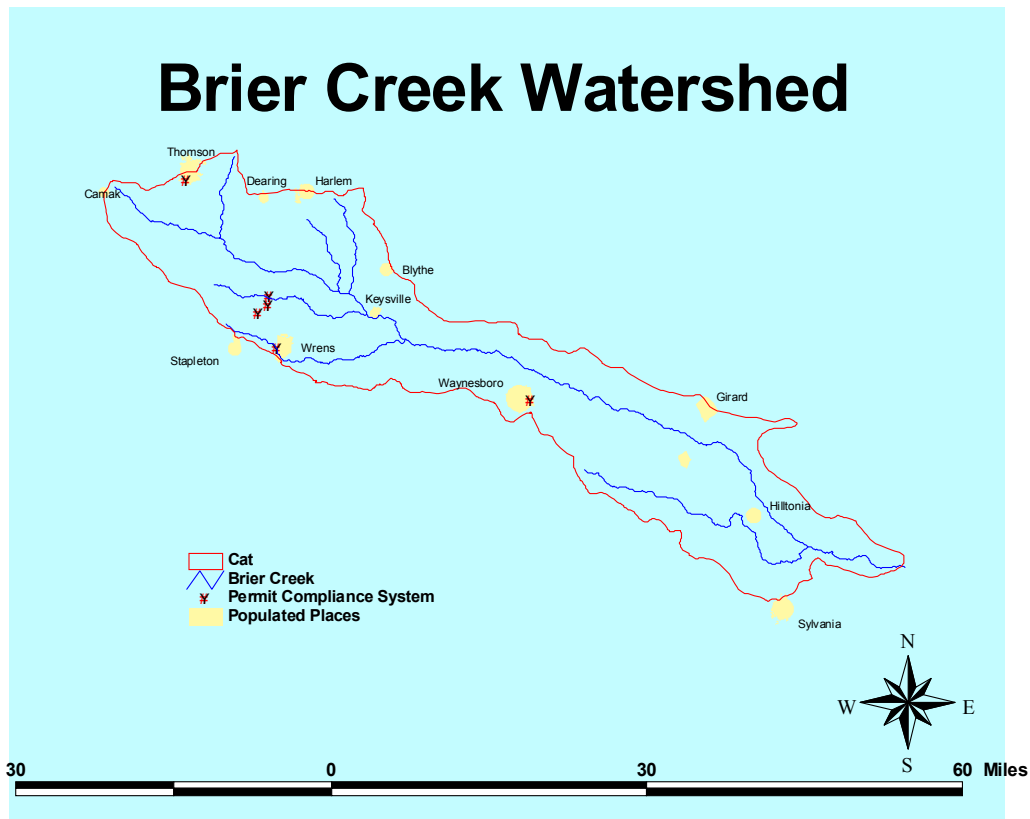 Brier Creek Watershed
Thomson
Dearing
Harlem
Camak
Blythe
Keysville
Wrens
Stapleton
Waynesboro
Girard
Hilltonia
Cat
Brier Creek
Permit Compliance System
Populated Places
Sylvania
N
W E
S
30 0 30 60 Miles